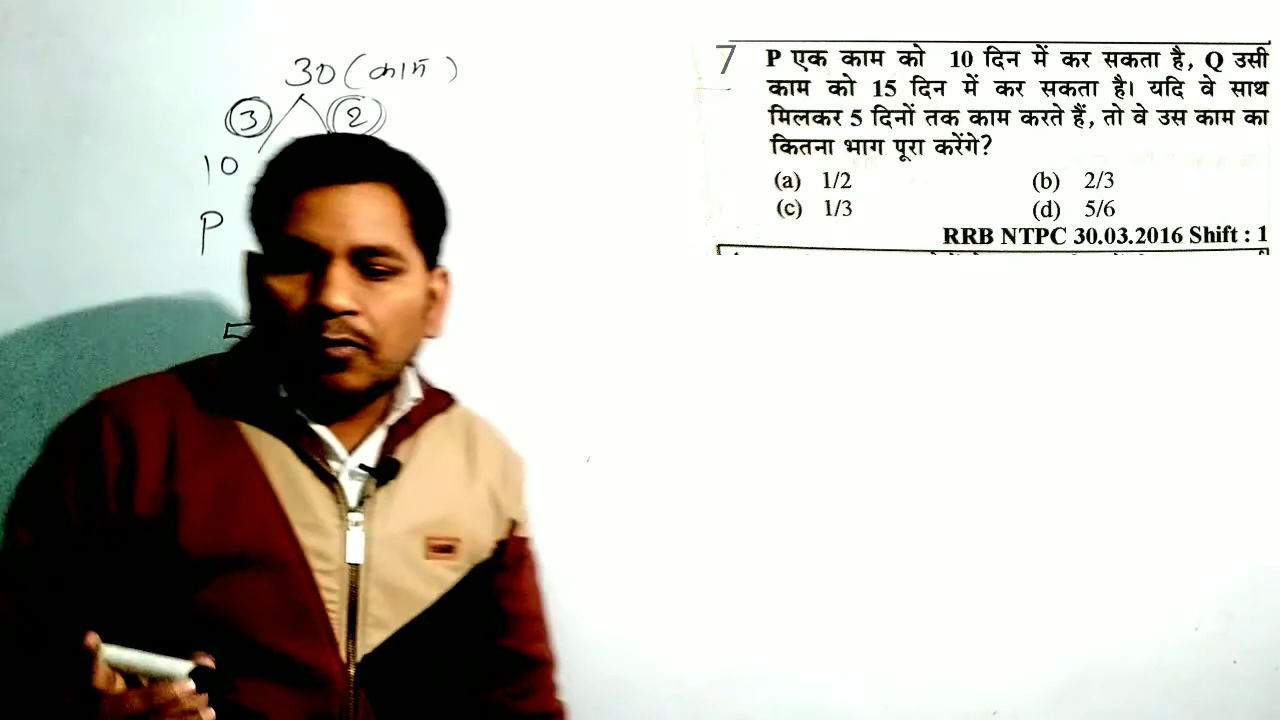 30 (काम)
3 2
10
P
5
7 P एक काम को 10 दिन में कर सकता है, Q उसी
काम को 15 दिन में कर सकता है। यदि वे साथ
मिलकर 5 दिनों तक काम करते हैं, तो वे उस काम का
कितना भाग पूरा करेंगे?
(a) 1/2 (b) 2/3
(c) 1/3 (d) 5/6
RRB NTPC 30.03.2016 Shift : 1